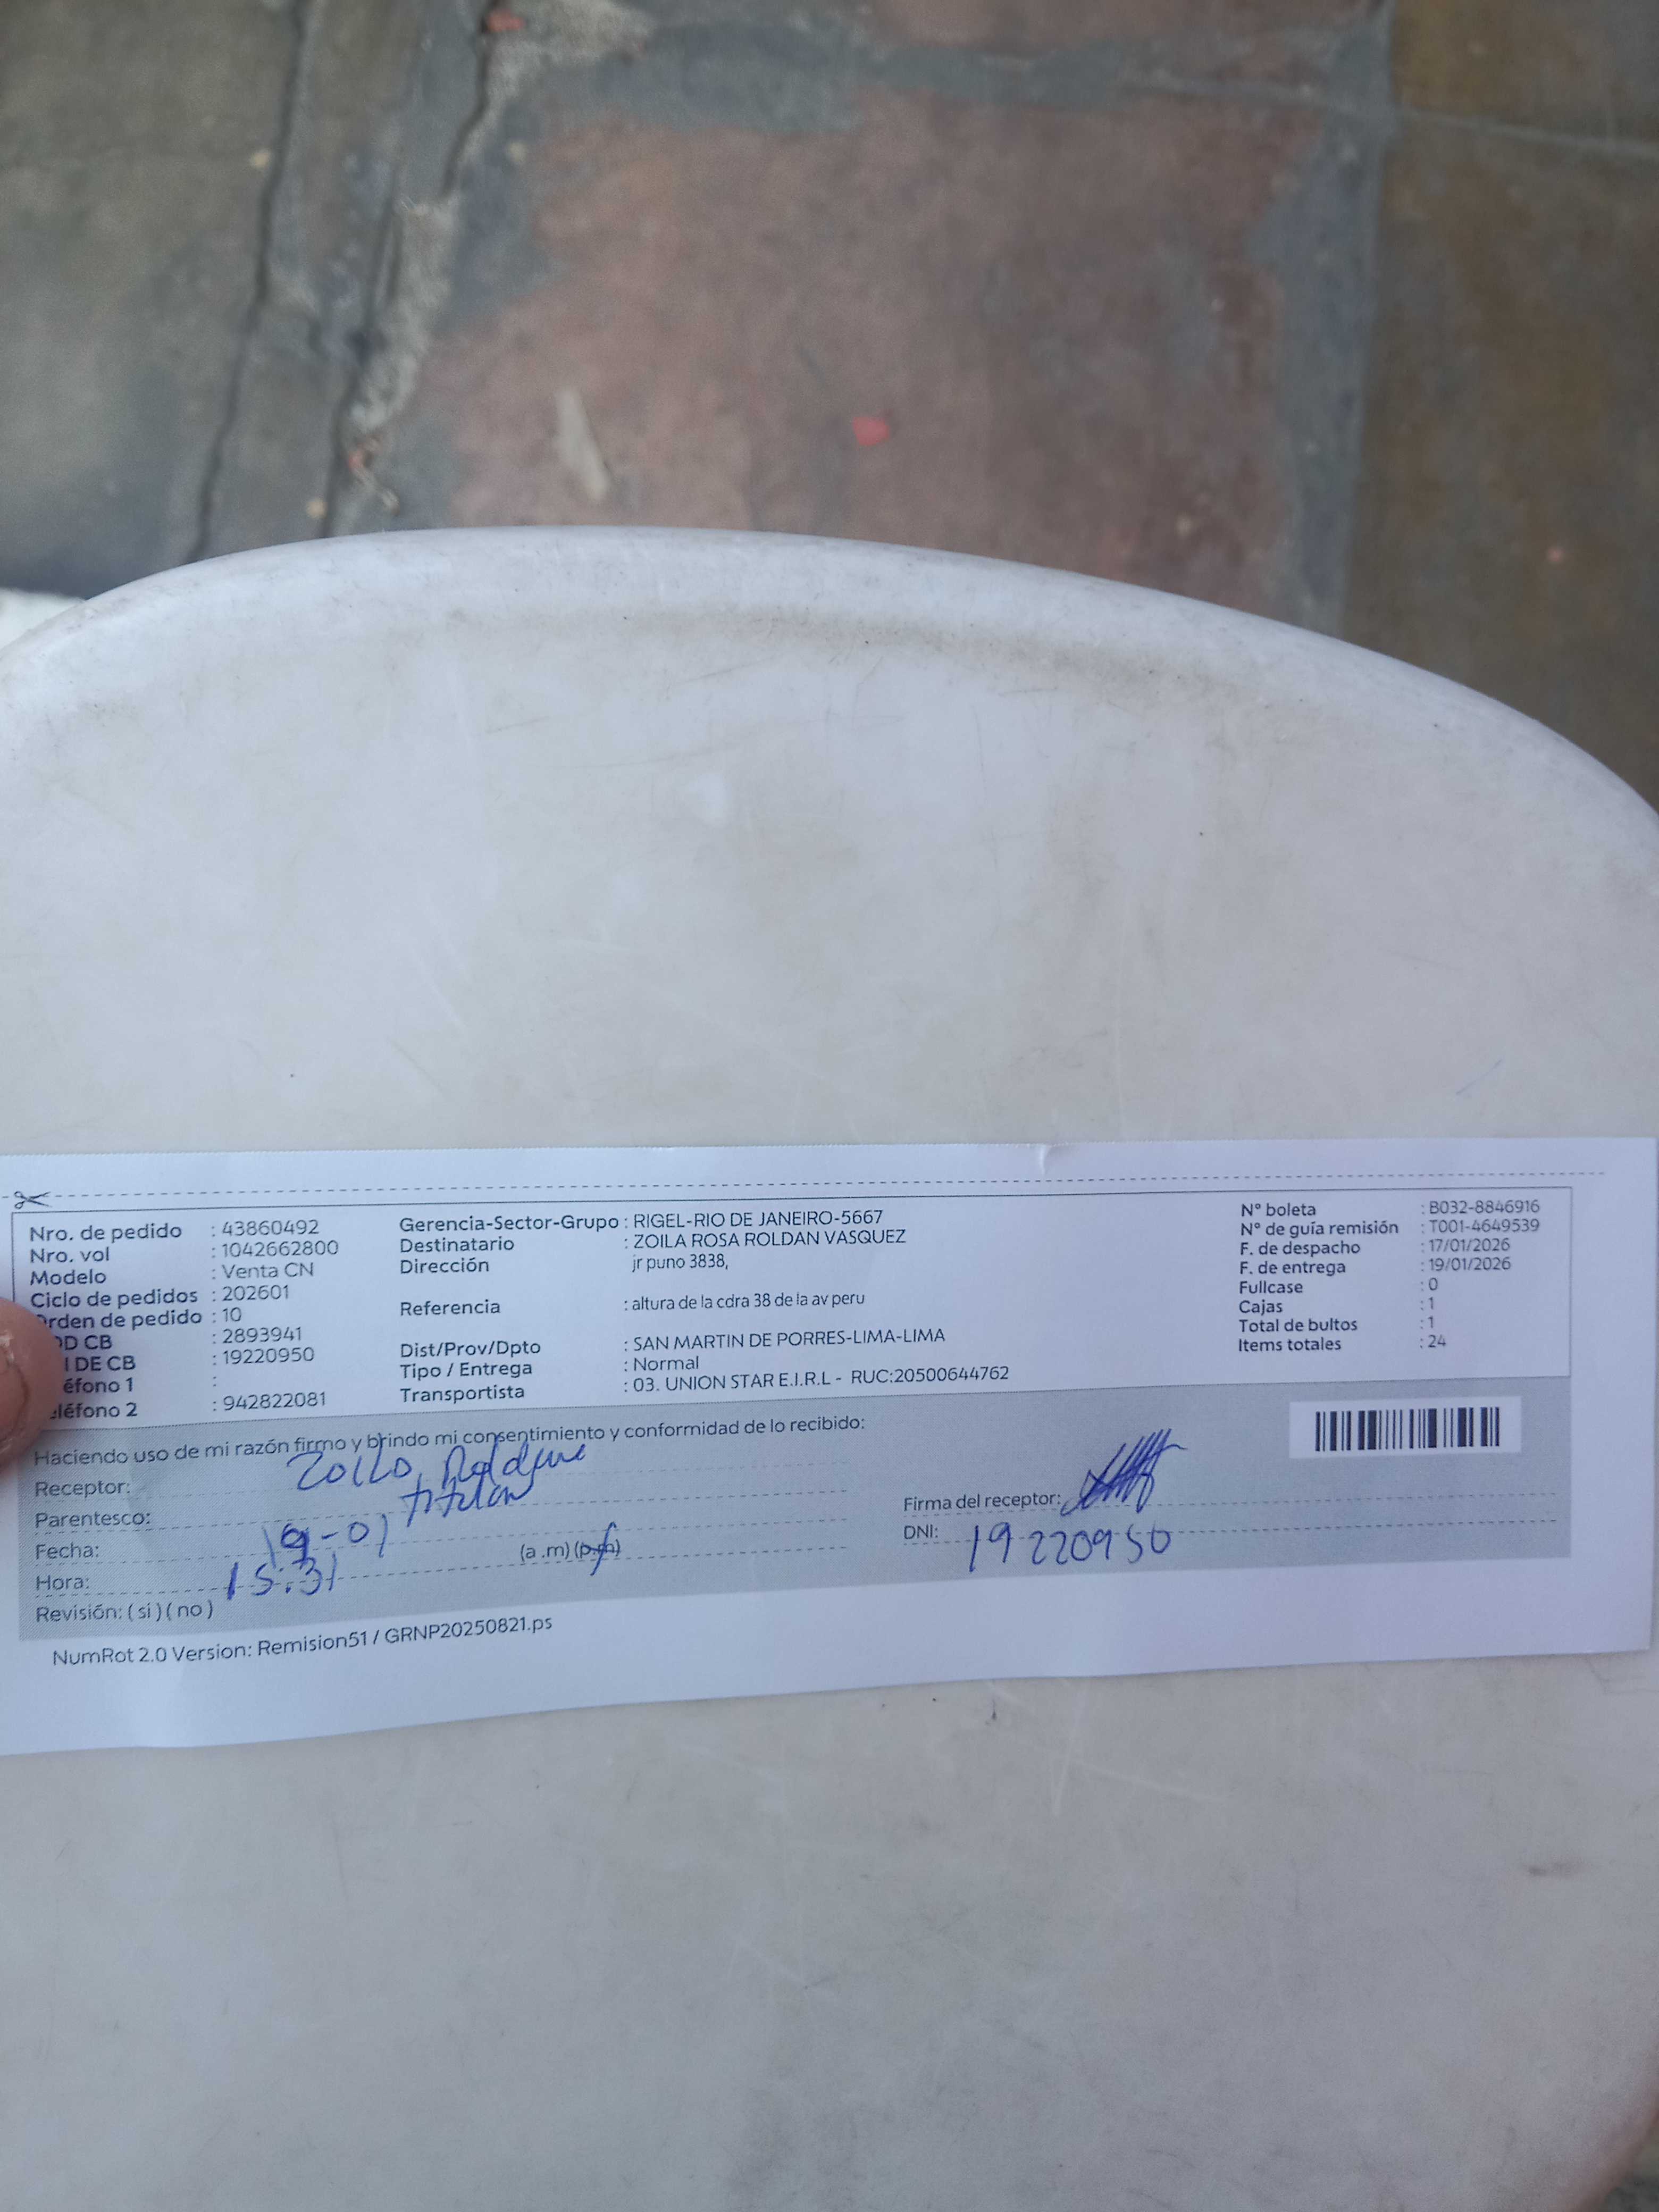 Nro. de pedido : 43860492
Nro. vol : 1042662800
Modelo : Venta CN
Ciclo de pedidos : 202601
Orden de pedido : 10
OD CB : 2893941
I DE CB : 19220950
éfono 1 :
eléfono 2 : 942822081
Gerencia-Sector-Grupo : RIGEL-RIO DE JANEIRO-5667
Destinatario : ZOILA ROSA ROLDAN VASQUEZ
Dirección jr puno 3838,
Referencia : altura de la cdra 38 de la av peru
Dist/Prov/Dpto : SAN MARTIN DE PORRES-LIMA-LIMA
Tipo / Entrega : Normal
Transportista : 03. UNION STAR E.I.R.L - RUC:20500644762
N° boleta : B032-8846916
N° de guía remisión : T001-4649539
F. de despacho : 17/01/2026
F. de entrega : 19/01/2026
Fullcase : 0
Cajas : 1
Total de bultos : 1
Items totales : 24
Haciendo uso de mi razón firmo y brindo mi consentimiento y conformidad de lo recibido:
Receptor:
Parentesco: titular
Fecha: 19-01
Hora: 15:31 (a.m) (p.m)
Revisión: ( si ) ( no )
Firma del receptor:
DNI: 19220950
NumRot 2.0 Version: Remision51 / GRNP20250821.ps